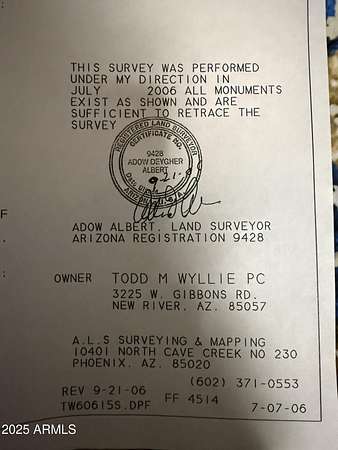 THIS SURVEY WAS PERFORMED
UNDER MY DIRECTION IN
JULY 2006 ALL MONUMENTS
EXIST AS SHOWN AND ARE
SUFFICIENT TO RETRACE THE
SURVEY
REGISTERED LAND SURVEYOR
CERTIFICATE NO.
9428
ADOW DEYCHER
ALBERT
ARIZONA
F
ADOW ALBERT, LAND SURVEYOR
ARIZONA REGISTRATION 9428
OWNER TODD M WYLLIE PC
3225 W. GIBBONS RD.
NEW RIVER, AZ. 85057
A.L.S SURVEYING & MAPPING
10401 NORTH CAVE CREEK NO 230
PHOENIX, AZ. 85020
(602) 371-0553
REV 9-21-06 FF 4514
TW60615S.DPF 7-07-06
2025 ARMLS